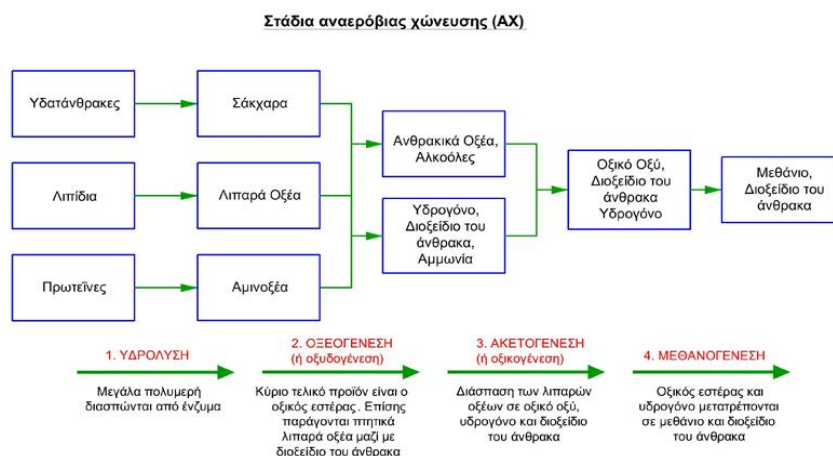 Στάδια αναερόβιας χώνευσης (ΑΧ)
Υδατάνθρακες
Σάκχαρα
Λιπίδια
Λιπαρά Οξέα
Πρωτεΐνες
Αμινοξέα
Ανθρακικά Οξέα,
Αλκοόλες
Υδρογόνο,
Διοξείδιο του
άνθρακα,
Αμμωνία
Οξικό Οξύ,
Διοξείδιο του
άνθρακα
Υδρογόνο
Μεθάνιο,
Διοξείδιο του
άνθρακα
1. ΥΔΡΟΛΥΣΗ
Μεγάλα πολυμερή
διασπώνται από ένζυμα
2. ΟΞΕΟΓΕΝΕΣΗ
(ή οξυδογένεση)
Κύριο τελικό προϊόν είναι ο
οξικός εστέρας. Επίσης
παράγονται πτητικά
λιπαρά οξέα μαζί με
διοξείδιο του άνθρακα
3. ΑΚΕΤΟΓΕΝΕΣΗ
(ή οξικογένεση)
Διάσπαση των λιπαρών
οξέων σε οξικό οξύ,
υδρογόνο και διοξείδιο
του άνθρακα
4. ΜΕΘΑΝΟΓΕΝΕΣΗ
Οξικός εστέρας και
υδρογόνο μετατρέπονται
σε μεθάνιο και διοξείδιο
του άνθρακα